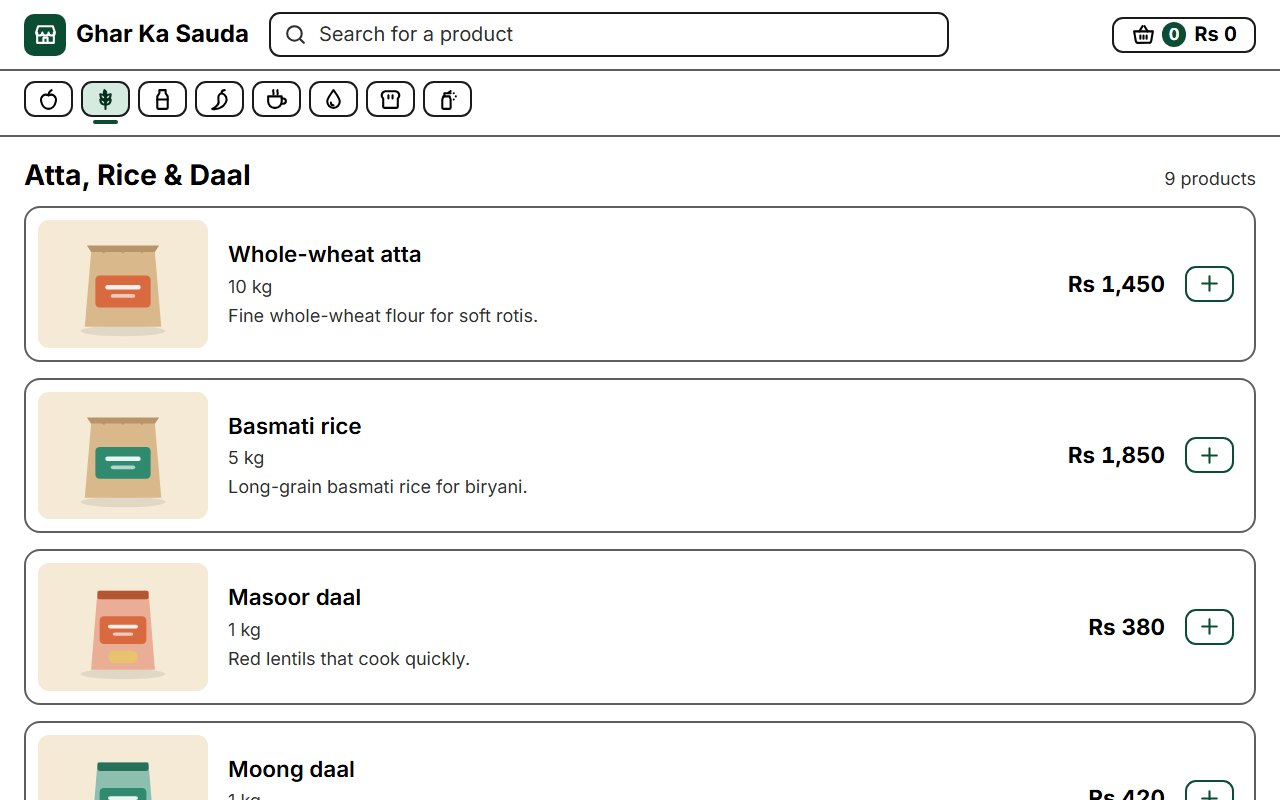 Ghar Ka Sauda
Search for a product
0 Rs 0
Atta, Rice & Daal
9 products
Whole-wheat atta
10 kg
Fine whole-wheat flour for soft rotis.
Rs 1,450
Basmati rice
5 kg
Long-grain basmati rice for biryani.
Rs 1,850
Masoor daal
1 kg
Red lentils that cook quickly.
Rs 380
Moong daal
1 kg
Rs 420